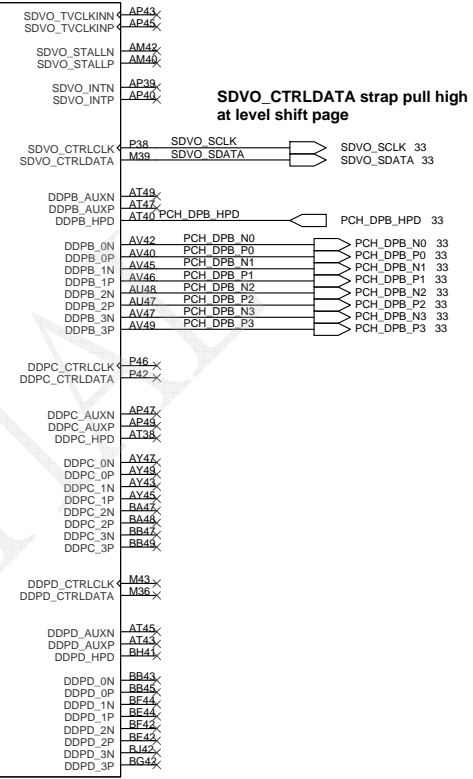 SDVO_TVCLKINN AP43
SDVO_TVCLKINP AP45
SDVO_STALLN AM42
SDVO_STALLP AM40
SDVO_INTN AP39
SDVO_INTP AP40
SDVO_CTRLDATA strap pull high
at level shift page
SDVO_CTRLCLK P38 SDVO_SCLK SDVO_SCLK 33
SDVO_CTRLDATA M39 SDVO_SDATA SDVO_SDATA 33
DDPB_AUXN AT49
DDPB_AUXP AT47
DDPB_HPD AT40 PCH_DPB_HPD PCH_DPB_HPD 33
DDPB_0N AV42 PCH_DPB_N0 PCH_DPB_N0 33
DDPB_0P AV40 PCH_DPB_P0 PCH_DPB_P0 33
DDPB_1N AV45 PCH_DPB_N1 PCH_DPB_N1 33
DDPB_1P AV46 PCH_DPB_P1 PCH_DPB_P1 33
DDPB_2N AU48 PCH_DPB_N2 PCH_DPB_N2 33
DDPB_2P AU47 PCH_DPB_P2 PCH_DPB_P2 33
DDPB_3N AV47 PCH_DPB_N3 PCH_DPB_N3 33
DDPB_3P AV49 PCH_DPB_P3 PCH_DPB_P3 33
DDPC_CTRLCLK P46
DDPC_CTRLDATA P42
DDPC_AUXN AP47
DDPC_AUXP AP49
DDPC_HPD AT38
DDPC_0N AY47
DDPC_0P AY49
DDPC_1N AY43
DDPC_1P AY45
DDPC_2N BA47
DDPC_2P BA48
DDPC_3N BB47
DDPC_3P BB49
DDPD_CTRLCLK M43
DDPD_CTRLDATA M36
DDPD_AUXN AT45
DDPD_AUXP AT43
DDPD_HPD BH41
DDPD_0N BB43
DDPD_0P BB45
DDPD_1N BF44
DDPD_1P BE44
DDPD_2N BF42
DDPD_2P BE42
DDPD_3N BJ42
DDPD_3P BG42